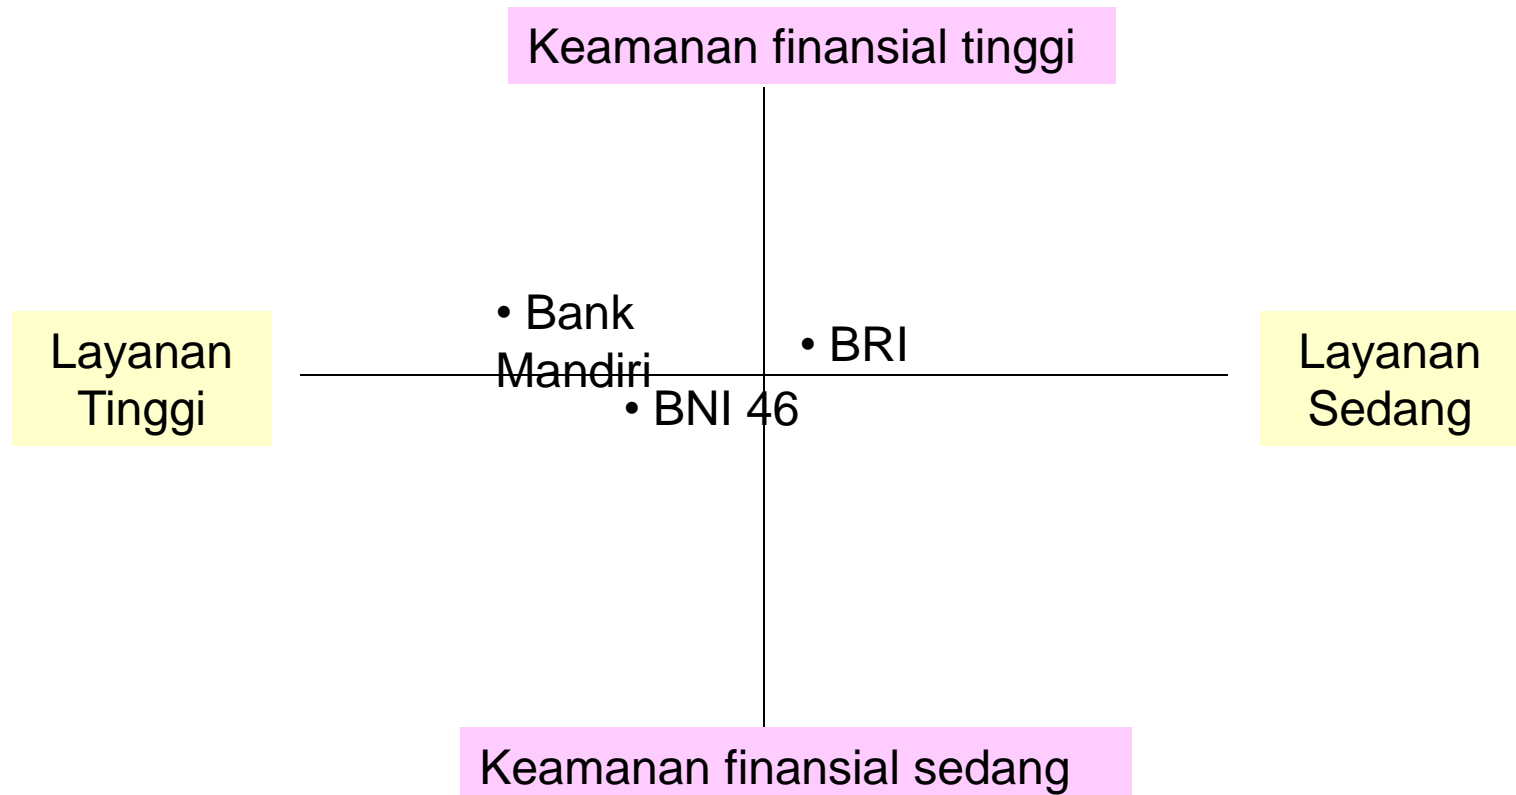 Keamanan finansial tinggi
• Bank
Mandiri
• BRI
Layanan
Tinggi
Layanan
Sedang
• BNI 46
Keamanan finansial sedang